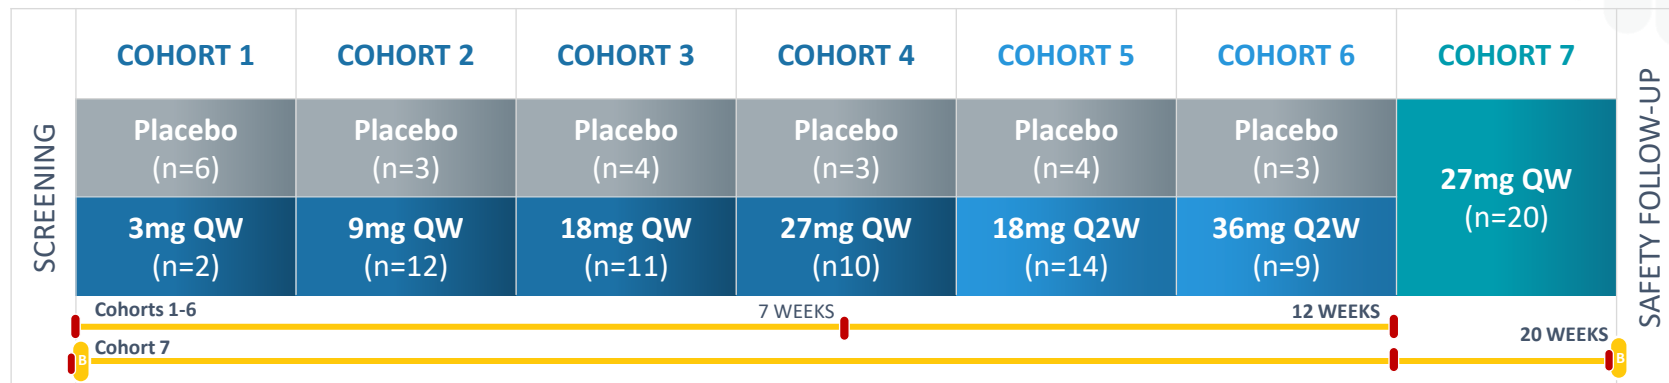 SCREENING
COHORT 1
COHORT 2
COHORT 3
COHORT 4
COHORT 5
COHORT 6
COHORT 7
Placebo
(n=6)
Placebo
(n=3)
Placebo
(n=4)
Placebo
(n=3)
Placebo
(n=4)
Placebo
(n=3)
27mg QW
(n=20)
3mg QW
(n=2)
9mg QW
(n=12)
18mg QW
(n=11)
27mg QW
(n10)
18mg Q2W
(n=14)
36mg Q2W
(n=9)
SAFETY FOLLOW-UP
Cohorts 1-6
7 WEEKS
12 WEEKS
Cohort 7
20 WEEKS
B
B